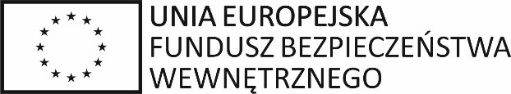 UNIA EUROPEJSKA
FUNDUSZ BEZPIECZEŃSTWA
WEWNĘTRZNEGO